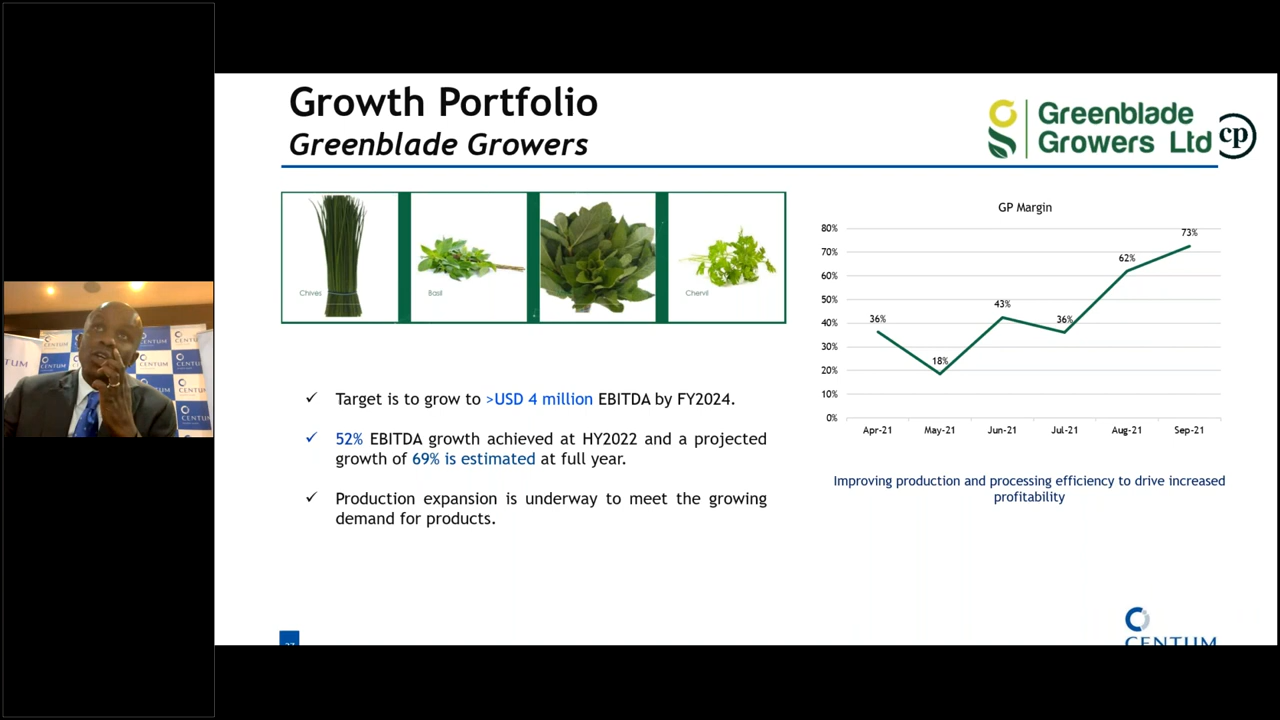 Growth Portfolio
Greenblade Growers
Greenblade
Growers Ltd
cp
Chives
Basil
Chervil
Target is to grow to >USD 4 million EBITDA by FY2024.
52% EBITDA growth achieved at HY2022 and a projected
growth of 69% is estimated at full year.
Production expansion is underway to meet the growing
demand for products.
GP Margin
80%
70%
60%
50%
40%
30%
20%
10%
0%
36%
18%
43%
36%
62%
73%
Apr-21
May-21
Jun-21
Jul-21
Aug-21
Sep-21
Improving production and processing efficiency to drive increased
profitability
CENTUM
CENTUM
CENTUM
CENTUM
CENTUM